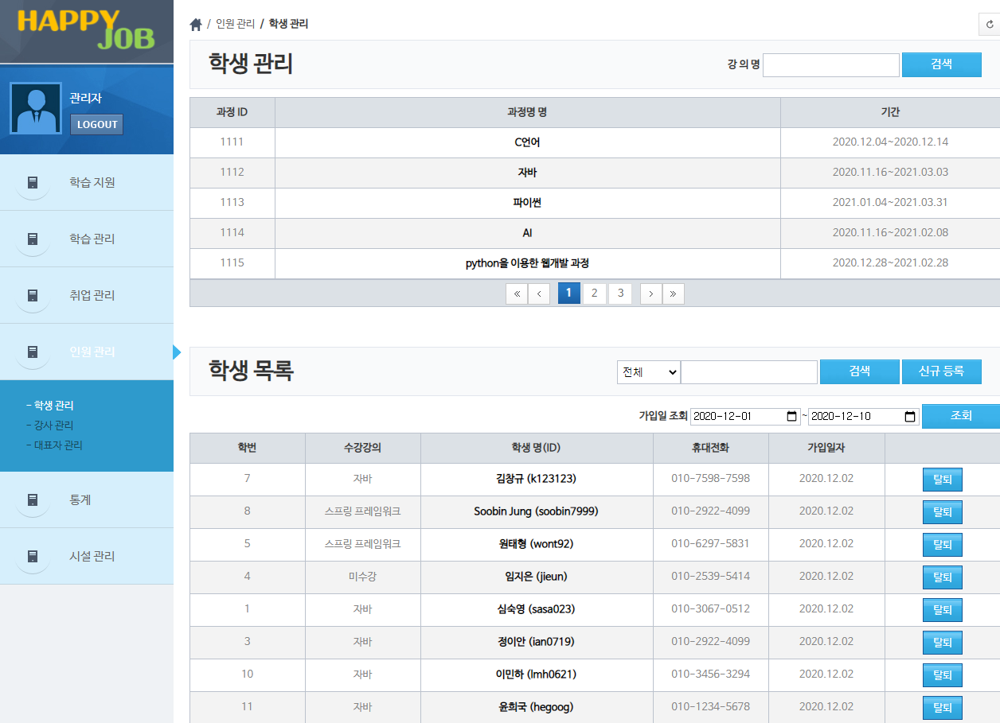 HAPPY
JOB
관리자
LOGOUT
학습 지원
학습 관리
취업 관리
인원 관리
- 학생 관리
- 강사 관리
- 대표자 관리
통계
시설 관리
/ 인원 관리 / 학생 관리
학생 관리
강 의 명 검색
과정 ID 과정명 명 기간
1111 C언어 2020.12.04~2020.12.14
1112 자바 2020.11.16~2021.03.03
1113 파이썬 2021.01.04~2021.03.31
1114 AI 2020.11.16~2021.02.08
1115 python을 이용한 웹개발 과정 2020.12.28~2021.02.28
« ‹ 1 2 3 › »
학생 목록
전체 검색 신규 등록
가입일 조회 2020-12-01 ~ 2020-12-10 조회
학번 수강강의 학생 명(ID) 휴대전화 가입일자
7 자바 김창규 (k123123) 010-7598-7598 2020.12.02 탈퇴
8 스프링 프레임워크 Soobin Jung (soobin7999) 010-2922-4099 2020.12.02 탈퇴
5 스프링 프레임워크 원태형 (wont92) 010-6297-5831 2020.12.02 탈퇴
4 미수강 임지은 (jieun) 010-2539-5414 2020.12.02 탈퇴
1 자바 심숙영 (sasa023) 010-3067-0512 2020.12.02 탈퇴
3 자바 정이안 (ian0719) 010-2922-4099 2020.12.02 탈퇴
10 자바 이민하 (lmh0621) 010-3456-3294 2020.12.02 탈퇴
11 자바 윤희국 (hegoog) 010-1234-5678 2020.12.02 탈퇴